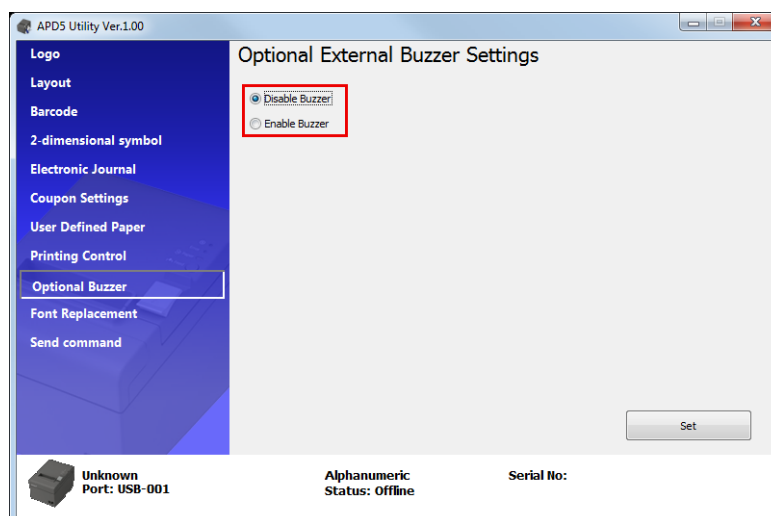 APD5 Utility Ver.1.00
Logo
Layout
Barcode
2-dimensional symbol
Electronic Journal
Coupon Settings
User Defined Paper
Printing Control
Optional Buzzer
Font Replacement
Send command
Optional External Buzzer Settings
Disable Buzzer
Enable Buzzer
Set
Unknown
Port: USB-001
Alphanumeric
Status: Offline
Serial No: